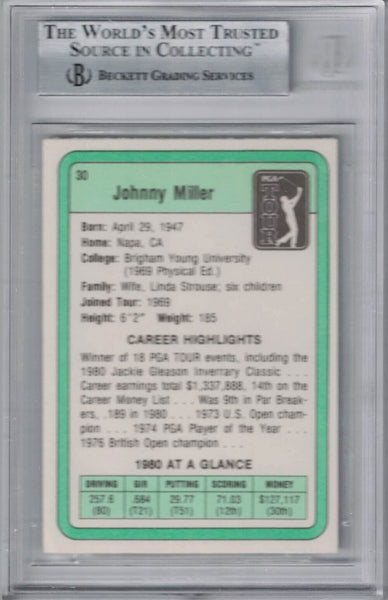 THE WORLD'S MOST TRUSTED
SOURCE IN COLLECTING™
B BECKETT GRADING SERVICES
30
Johnny Miller
PGA
TOUR
Born: April 29, 1947
Home: Napa, CA
College: Brigham Young University
(1969 Physical Ed.)
Family: Wife, Linda Strouse; six children
Joined Tour: 1969
Height: 6'2" Weight: 185
CAREER HIGHLIGHTS
Winner of 18 PGA TOUR events, including the
1980 Jackie Gleason Inverrary Classic . . .
Career earnings total $1,337,888, 14th on the
Career Money List . . . Was 9th in Par Break-
ers, .189 in 1980 . . . 1973 U.S. Open cham-
pion . . . 1974 PGA Player of the Year . . .
1976 British Open champion . . .
1980 AT A GLANCE
DRIVING GIR PUTTING SCORING MONEY
257.6 .664 29.77 71.03 $127,117
(80) (T21) (T51) (12th) (30th)